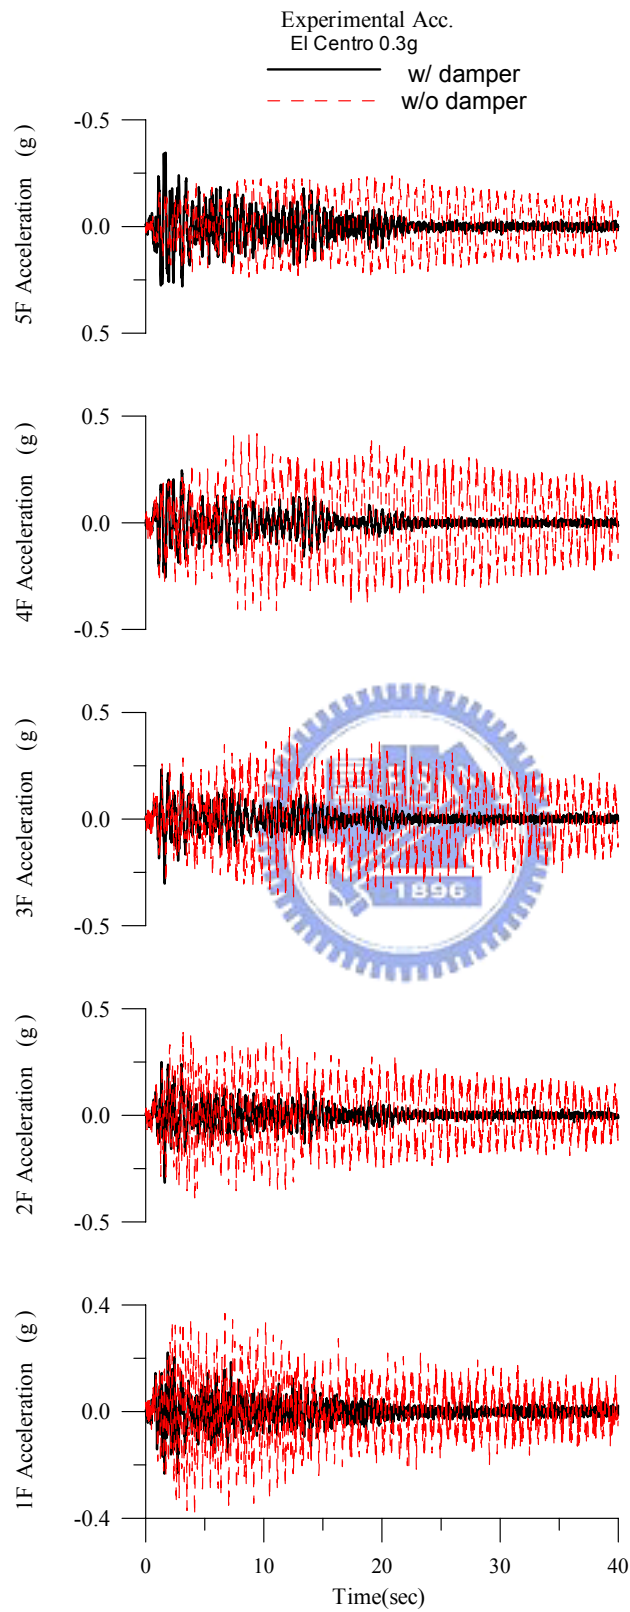 Experimental Acc.
El Centro 0.3g
w/ damper
w/o damper
5F Acceleration (g)
-0.5
0.0
0.5
4F Acceleration (g)
0.5
0.0
-0.5
3F Acceleration (g)
0.5
0.0
-0.5
1896
2F Acceleration (g)
0.5
0.0
-0.5
1F Acceleration (g)
0.4
0.0
-0.4
0 10 20 30 40
Time(sec)